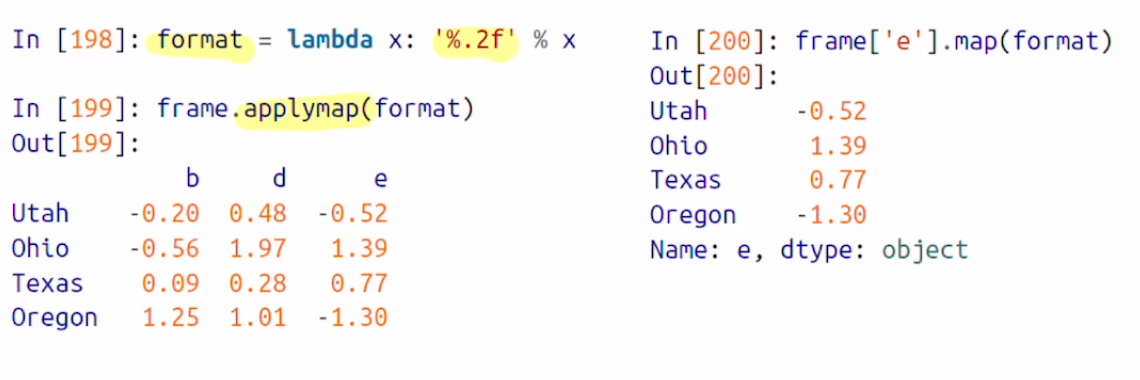 In [198]: format = lambda x: '%.2f' % x
In [199]: frame.applymap(format)
Out[199]:
b d e
Utah -0.20 0.48 -0.52
Ohio -0.56 1.97 1.39
Texas 0.09 0.28 0.77
Oregon 1.25 1.01 -1.30
In [200]: frame['e'].map(format)
Out[200]:
Utah -0.52
Ohio 1.39
Texas 0.77
Oregon -1.30
Name: e, dtype: object